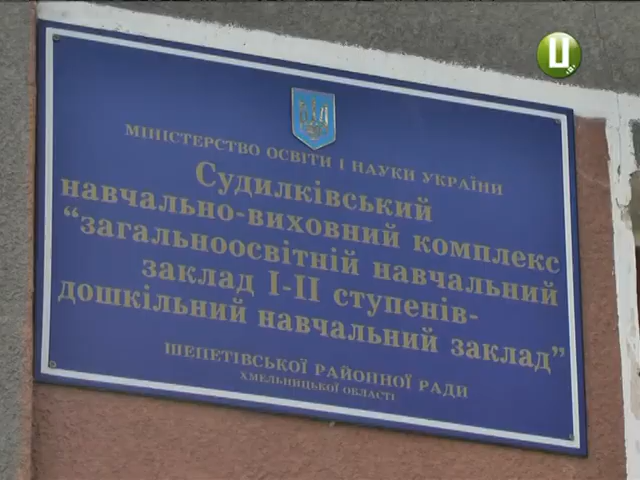 Ц
МІНІСТЕРСТВО ОСВІТИ І НАУКИ УКРАЇНИ
Судилківський
навчально-виховний комплекс
“загальноосвітній навчальний
заклад І-ІІ ступенів-
дошкільний навчальний заклад”
ШЕПЕТІВСЬКОЇ РАЙОННОЇ РАДИ
ХМЕЛЬНИЦЬКОЇ ОБЛАСТІ